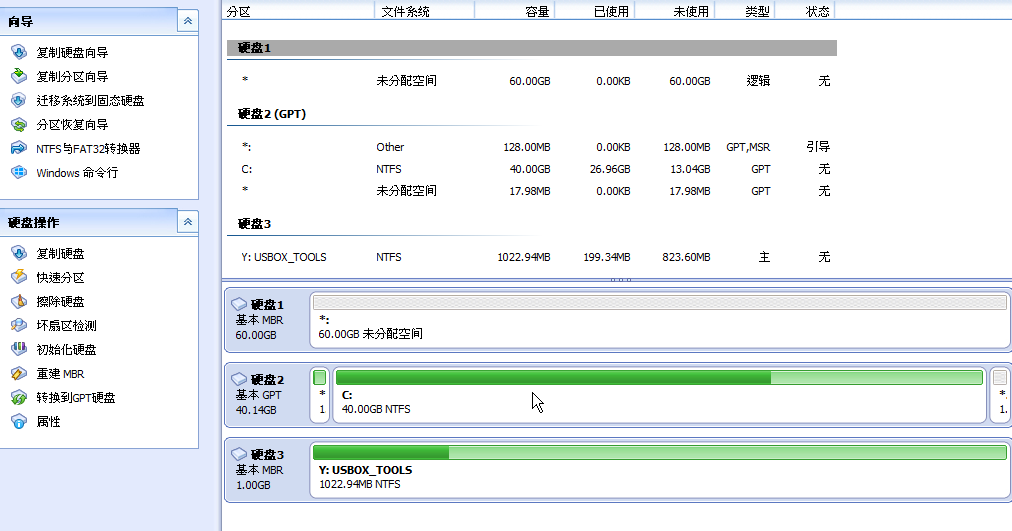 向导
复制硬盘向导
复制分区向导
迁移系统到固态硬盘
分区恢复向导
NTFS与FAT32转换器
Windows 命令行
硬盘操作
复制硬盘
快速分区
擦除硬盘
坏扇区检测
初始化硬盘
重建 MBR
转换到GPT硬盘
属性
分区 文件系统 容量 已使用 未使用 类型 状态
硬盘1
* 未分配空间 60.00GB 0.00KB 60.00GB 逻辑 无
硬盘2 (GPT)
*: Other 128.00MB 0.00KB 128.00MB GPT,MSR 引导
C: NTFS 40.00GB 26.96GB 13.04GB GPT 无
* 未分配空间 17.98MB 0.00KB 17.98MB GPT 无
硬盘3
Y: USBOX_TOOLS NTFS 1022.94MB 199.34MB 823.60MB 主 无
硬盘1
基本 MBR
60.00GB
*:
60.00GB 未分配空间
硬盘2
基本 GPT
40.14GB
*
1
C:
40.00GB NTFS
*:
1.
硬盘3
基本 MBR
1.00GB
Y: USBOX_TOOLS
1022.94MB NTFS